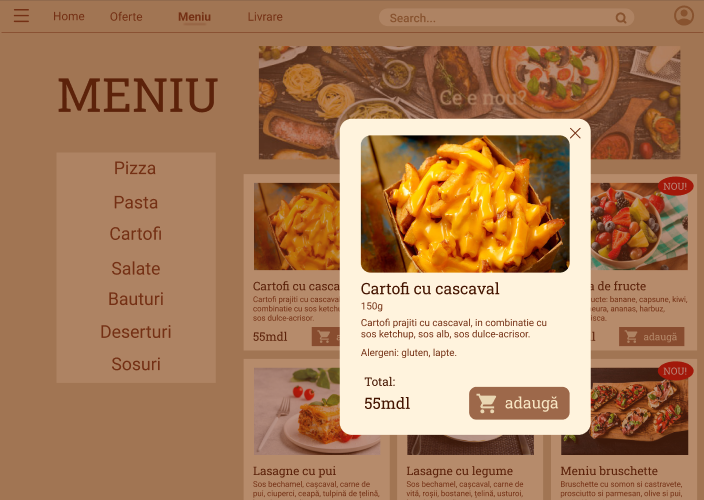 Home Oferte Meniu Livrare Search...
MENIU
Ce e nou?
Pizza
Pasta
Cartofi
Salate
Bauturi
Deserturi
Sosuri
Cartofi cu casca
Cartofi prajiti cu cascaval
combinatie cu sos ketchup
sos dulce-acrisor.
55mdl
Cartofi cu cascaval
150g
Cartofi prajiti cu cascaval, in combinatie cu
sos ketchup, sos alb, sos dulce-acrisor.
Alergeni: gluten, lapte.
Total:
55mdl adaugă
NOU!
de fructe
banane, capsune, kiwi,
ananas, harbuz,
adaugă
Lasagne cu pui
Sos bechamel, cașcaval, carne de
pui, ciuperci, ceapă, tulpină de țelină,
Lasagne cu legume
Sos bechamel, cașcaval, carne de
vită, roșii, bostanei, țelină, usturoi,
NOU!
Meniu bruschette
Bruschette cu somon si castravete,
prosciutto si parmesan, olive si pui,